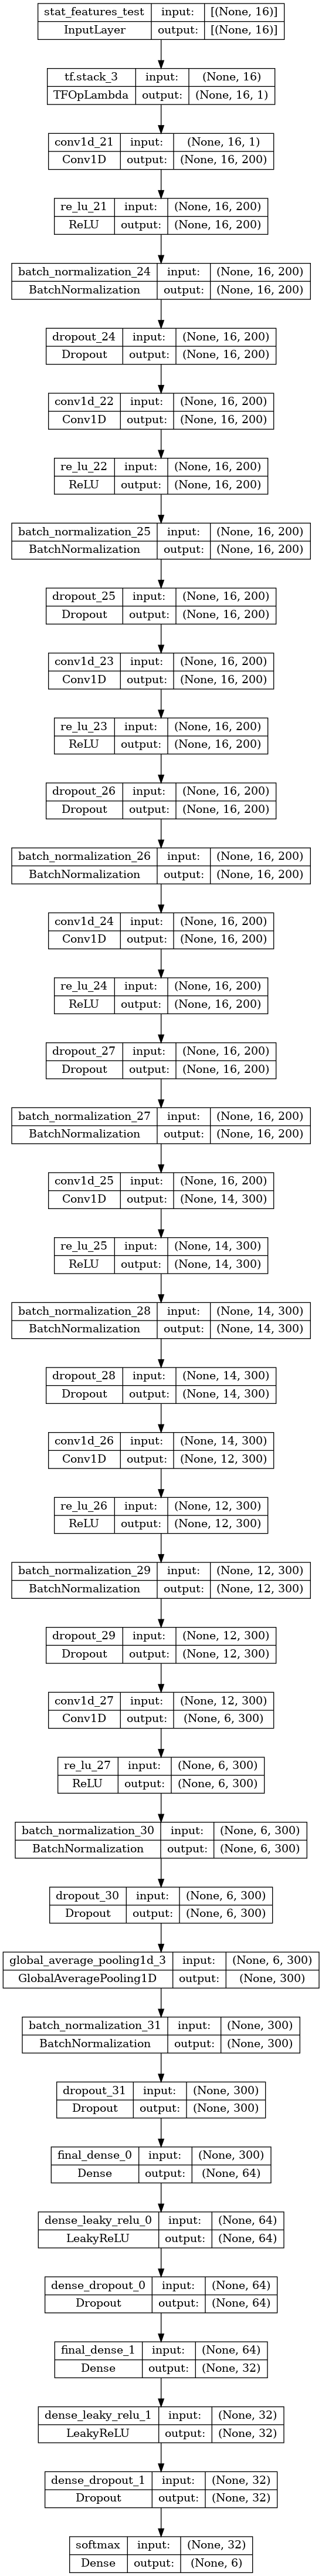 stat_features_test input: [(None, 16)]
InputLayer output: [(None, 16)]
tf.stack_3 input: (None, 16)
TFOpLambda output: (None, 16, 1)
conv1d_21 input: (None, 16, 1)
Conv1D output: (None, 16, 200)
re_lu_21 input: (None, 16, 200)
ReLU output: (None, 16, 200)
batch_normalization_24 input: (None, 16, 200)
BatchNormalization output: (None, 16, 200)
dropout_24 input: (None, 16, 200)
Dropout output: (None, 16, 200)
conv1d_22 input: (None, 16, 200)
Conv1D output: (None, 16, 200)
re_lu_22 input: (None, 16, 200)
ReLU output: (None, 16, 200)
batch_normalization_25 input: (None, 16, 200)
BatchNormalization output: (None, 16, 200)
dropout_25 input: (None, 16, 200)
Dropout output: (None, 16, 200)
conv1d_23 input: (None, 16, 200)
Conv1D output: (None, 16, 200)
re_lu_23 input: (None, 16, 200)
ReLU output: (None, 16, 200)
dropout_26 input: (None, 16, 200)
Dropout output: (None, 16, 200)
batch_normalization_26 input: (None, 16, 200)
BatchNormalization output: (None, 16, 200)
conv1d_24 input: (None, 16, 200)
Conv1D output: (None, 16, 200)
re_lu_24 input: (None, 16, 200)
ReLU output: (None, 16, 200)
dropout_27 input: (None, 16, 200)
Dropout output: (None, 16, 200)
batch_normalization_27 input: (None, 16, 200)
BatchNormalization output: (None, 16, 200)
conv1d_25 input: (None, 16, 200)
Conv1D output: (None, 14, 300)
re_lu_25 input: (None, 14, 300)
ReLU output: (None, 14, 300)
batch_normalization_28 input: (None, 14, 300)
BatchNormalization output: (None, 14, 300)
dropout_28 input: (None, 14, 300)
Dropout output: (None, 14, 300)
conv1d_26 input: (None, 14, 300)
Conv1D output: (None, 12, 300)
re_lu_26 input: (None, 12, 300)
ReLU output: (None, 12, 300)
batch_normalization_29 input: (None, 12, 300)
BatchNormalization output: (None, 12, 300)
dropout_29 input: (None, 12, 300)
Dropout output: (None, 12, 300)
conv1d_27 input: (None, 12, 300)
Conv1D output: (None, 6, 300)
re_lu_27 input: (None, 6, 300)
ReLU output: (None, 6, 300)
batch_normalization_30 input: (None, 6, 300)
BatchNormalization output: (None, 6, 300)
dropout_30 input: (None, 6, 300)
Dropout output: (None, 6, 300)
global_average_pooling1d_3 input: (None, 6, 300)
GlobalAveragePooling1D output: (None, 300)
batch_normalization_31 input: (None, 300)
BatchNormalization output: (None, 300)
dropout_31 input: (None, 300)
Dropout output: (None, 300)
final_dense_0 input: (None, 300)
Dense output: (None, 64)
dense_leaky_relu_0 input: (None, 64)
LeakyReLU output: (None, 64)
dense_dropout_0 input: (None, 64)
Dropout output: (None, 64)
final_dense_1 input: (None, 64)
Dense output: (None, 32)
dense_leaky_relu_1 input: (None, 32)
LeakyReLU output: (None, 32)
dense_dropout_1 input: (None, 32)
Dropout output: (None, 32)
softmax input: (None, 32)
Dense output: (None, 6)